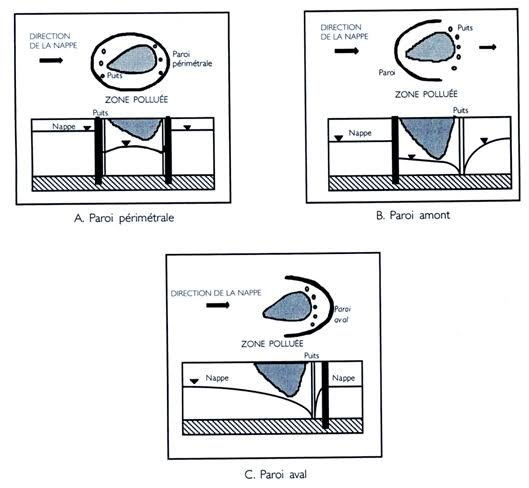 DIRECTION
DE LA NAPPE
Paroi
périmétrale
Puits
ZONE POLLUÉE
Puits
Nappe
A. Paroi périmétrale
DIRECTION
DE LA NAPPE
Puits
Paroi
ZONE POLLUÉE
Puits
Nappe
B. Paroi amont
DIRECTION DE LA NAPPE
Paroi
aval
ZONE POLLUÉE
Puits
Nappe
Nappe
C. Paroi aval